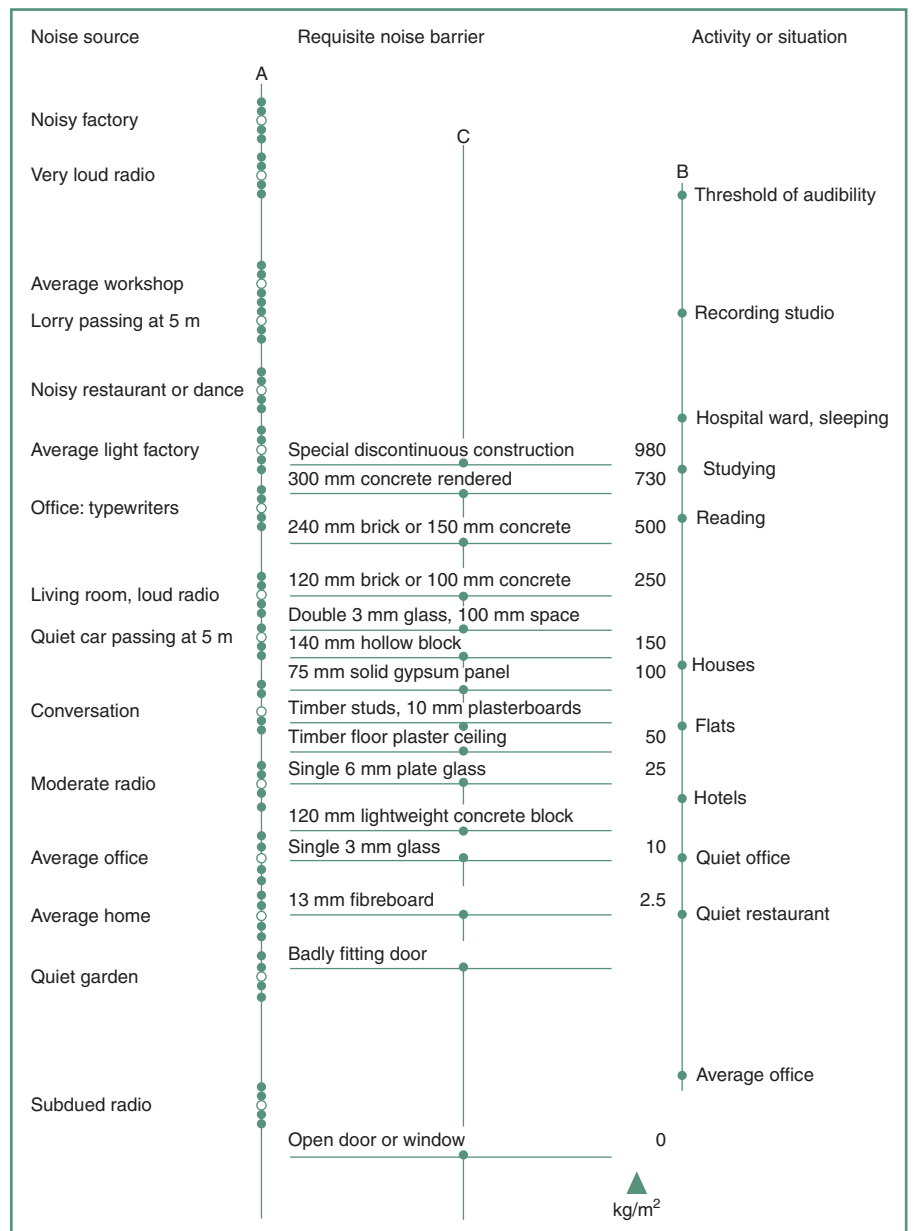 Noise source Requisite noise barrier Activity or situation
A
Noisy factory
C
Very loud radio
B
Threshold of audibility
Average workshop
Lorry passing at 5 m
Recording studio
Noisy restaurant or dance
Hospital ward, sleeping
Average light factory Special discontinuous construction 980
Studying
300 mm concrete rendered 730
Office: typewriters
Reading
240 mm brick or 150 mm concrete 500
120 mm brick or 100 mm concrete 250
Living room, loud radio
Double 3 mm glass, 100 mm space
Quiet car passing at 5 m
140 mm hollow block 150
Houses
75 mm solid gypsum panel 100
Conversation Timber studs, 10 mm plasterboards
Flats
Timber floor plaster ceiling 50
Single 6 mm plate glass 25
Moderate radio
Hotels
120 mm lightweight concrete block
Single 3 mm glass 10
Average office Quiet office
13 mm fibreboard 2.5
Average home Quiet restaurant
Badly fitting door
Quiet garden
Average office
Subdued radio
Open door or window 0
kg/m²